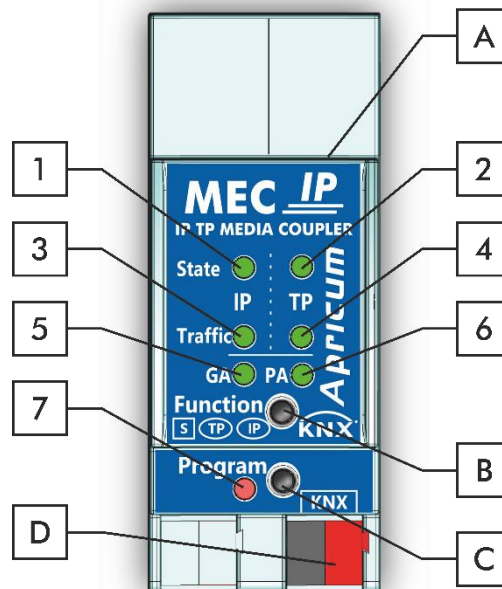 A
1
MEC IP
2
IP TP MEDIA COUPLER
State
3
IP TP
4
Traffic
Apricum
5
GA PA
6
Function
7
S TP IP
KNX
Program
B
KNX
D
C